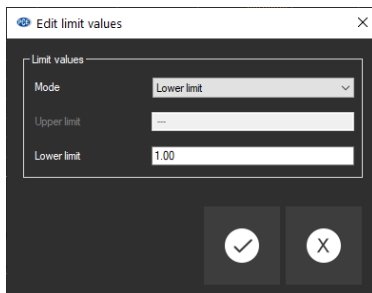 Edit limit values
Limit values
Mode
Lower limit
Upper limit
---
Lower limit
1.00
X